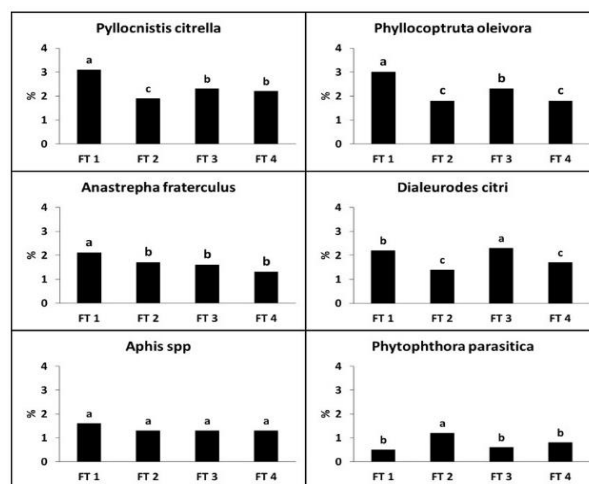 Pyllocnistis citrella
4
3
2
1
0
%
a
c
b
b
FT 1 FT 2 FT 3 FT 4
Phyllocoptruta oleivora
4
3
2
1
0
%
a
c
b
c
FT 1 FT 2 FT 3 FT 4
Anastrepha fraterculus
4
3
2
1
0
%
a
b
b
b
FT 1 FT 2 FT 3 FT 4
Dialeurodes citri
4
3
2
1
0
%
b
c
a
c
FT 1 FT 2 FT 3 FT 4
Aphis spp
4
3
2
1
0
%
a
a
a
a
FT 1 FT 2 FT 3 FT 4
Phytophthora parasitica
4
3
2
1
0
%
b
a
b
b
FT 1 FT 2 FT 3 FT 4